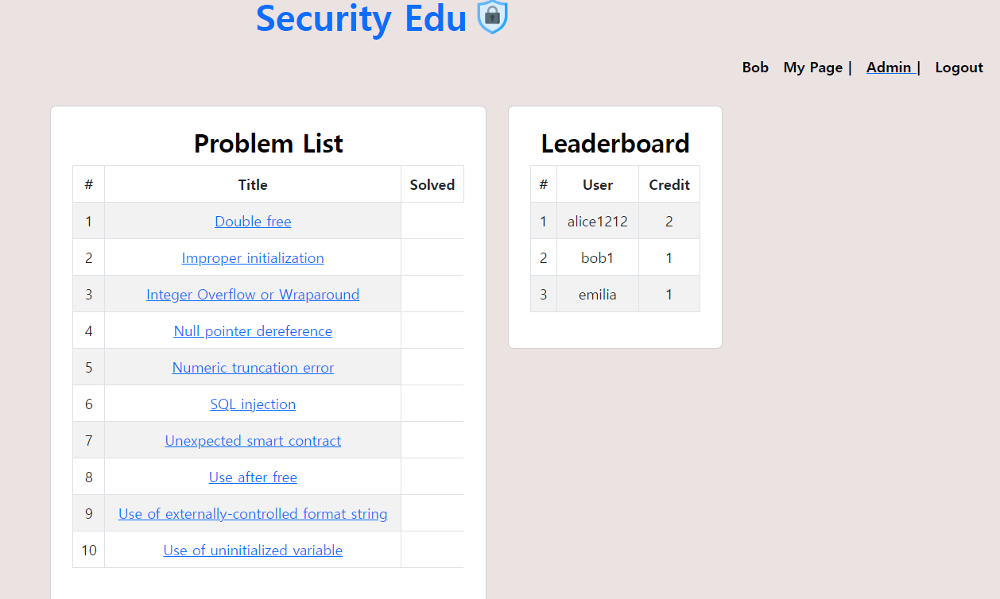 Security Edu
Bob My Page | Admin | Logout
Problem List
# Title Solved
1 Double free
2 Improper initialization
3 Integer Overflow or Wraparound
4 Null pointer dereference
5 Numeric truncation error
6 SQL injection
7 Unexpected smart contract
8 Use after free
9 Use of externally-controlled format string
10 Use of uninitialized variable
Leaderboard
# User Credit
1 alice1212 2
2 bob1 1
3 emilia 1